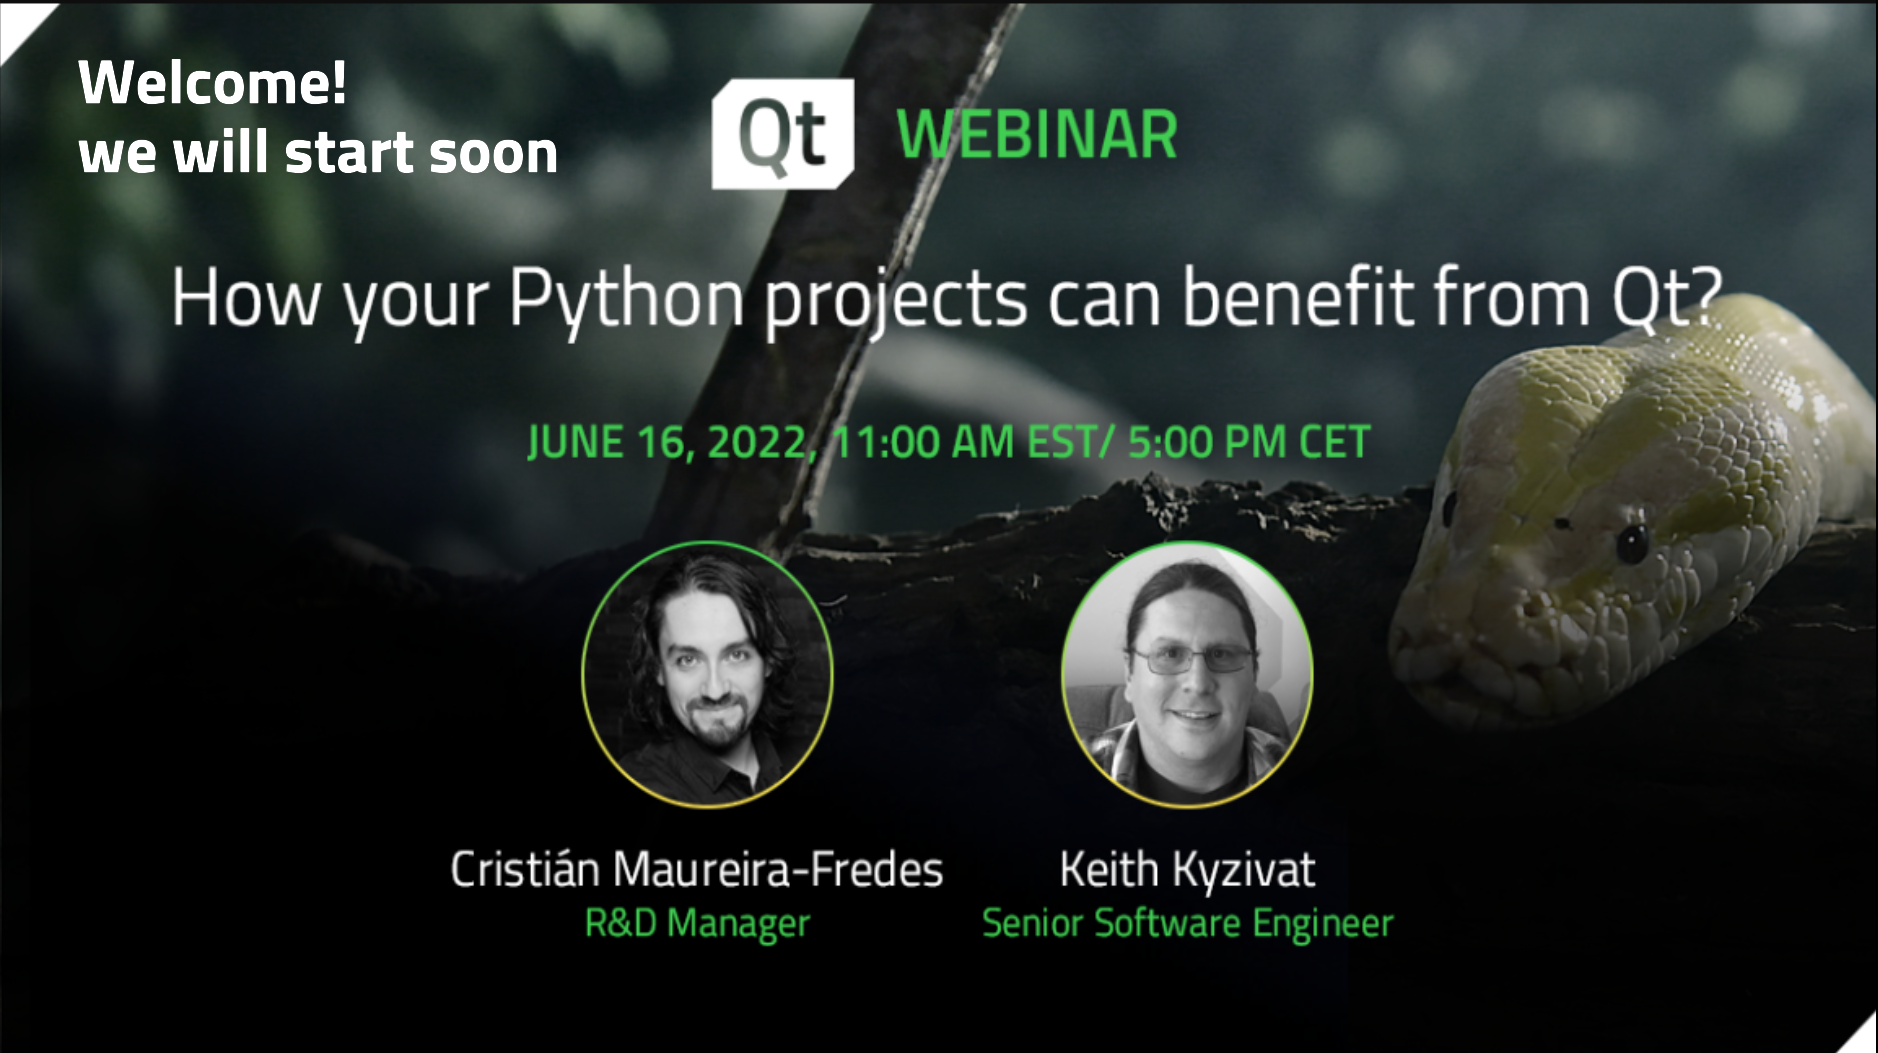 Welcome!
we will start soon
Qt WEBINAR
How your Python projects can benefit from Qt?
JUNE 16, 2022, 11:00 AM EST/ 5:00 PM CET
Cristián Maureira-Fredes
R&D Manager
Keith Kyzivat
Senior Software Engineer